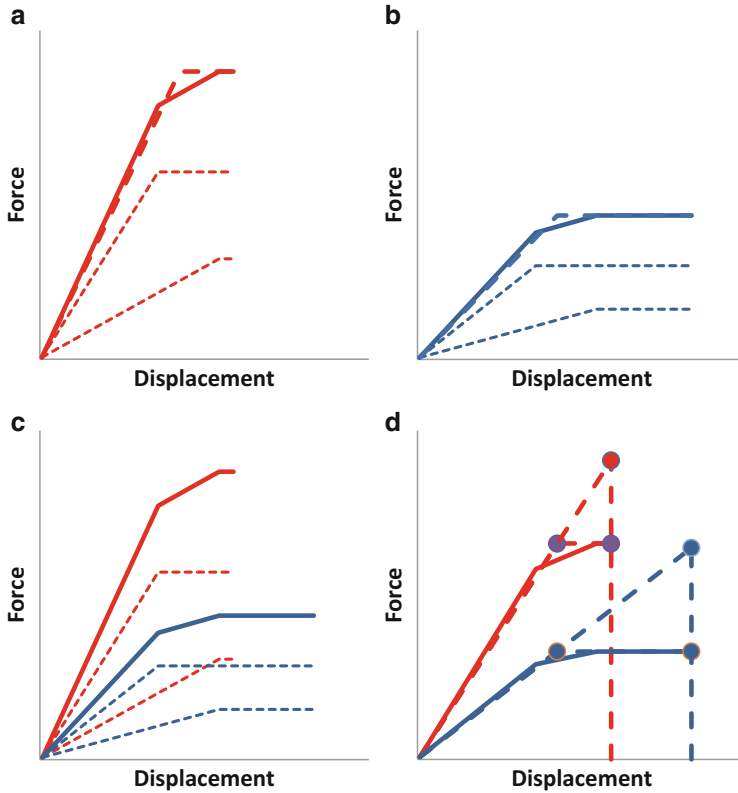 a
Force
Displacement
b
Force
Displacement
c
Force
Displacement
d
Force
Displacement